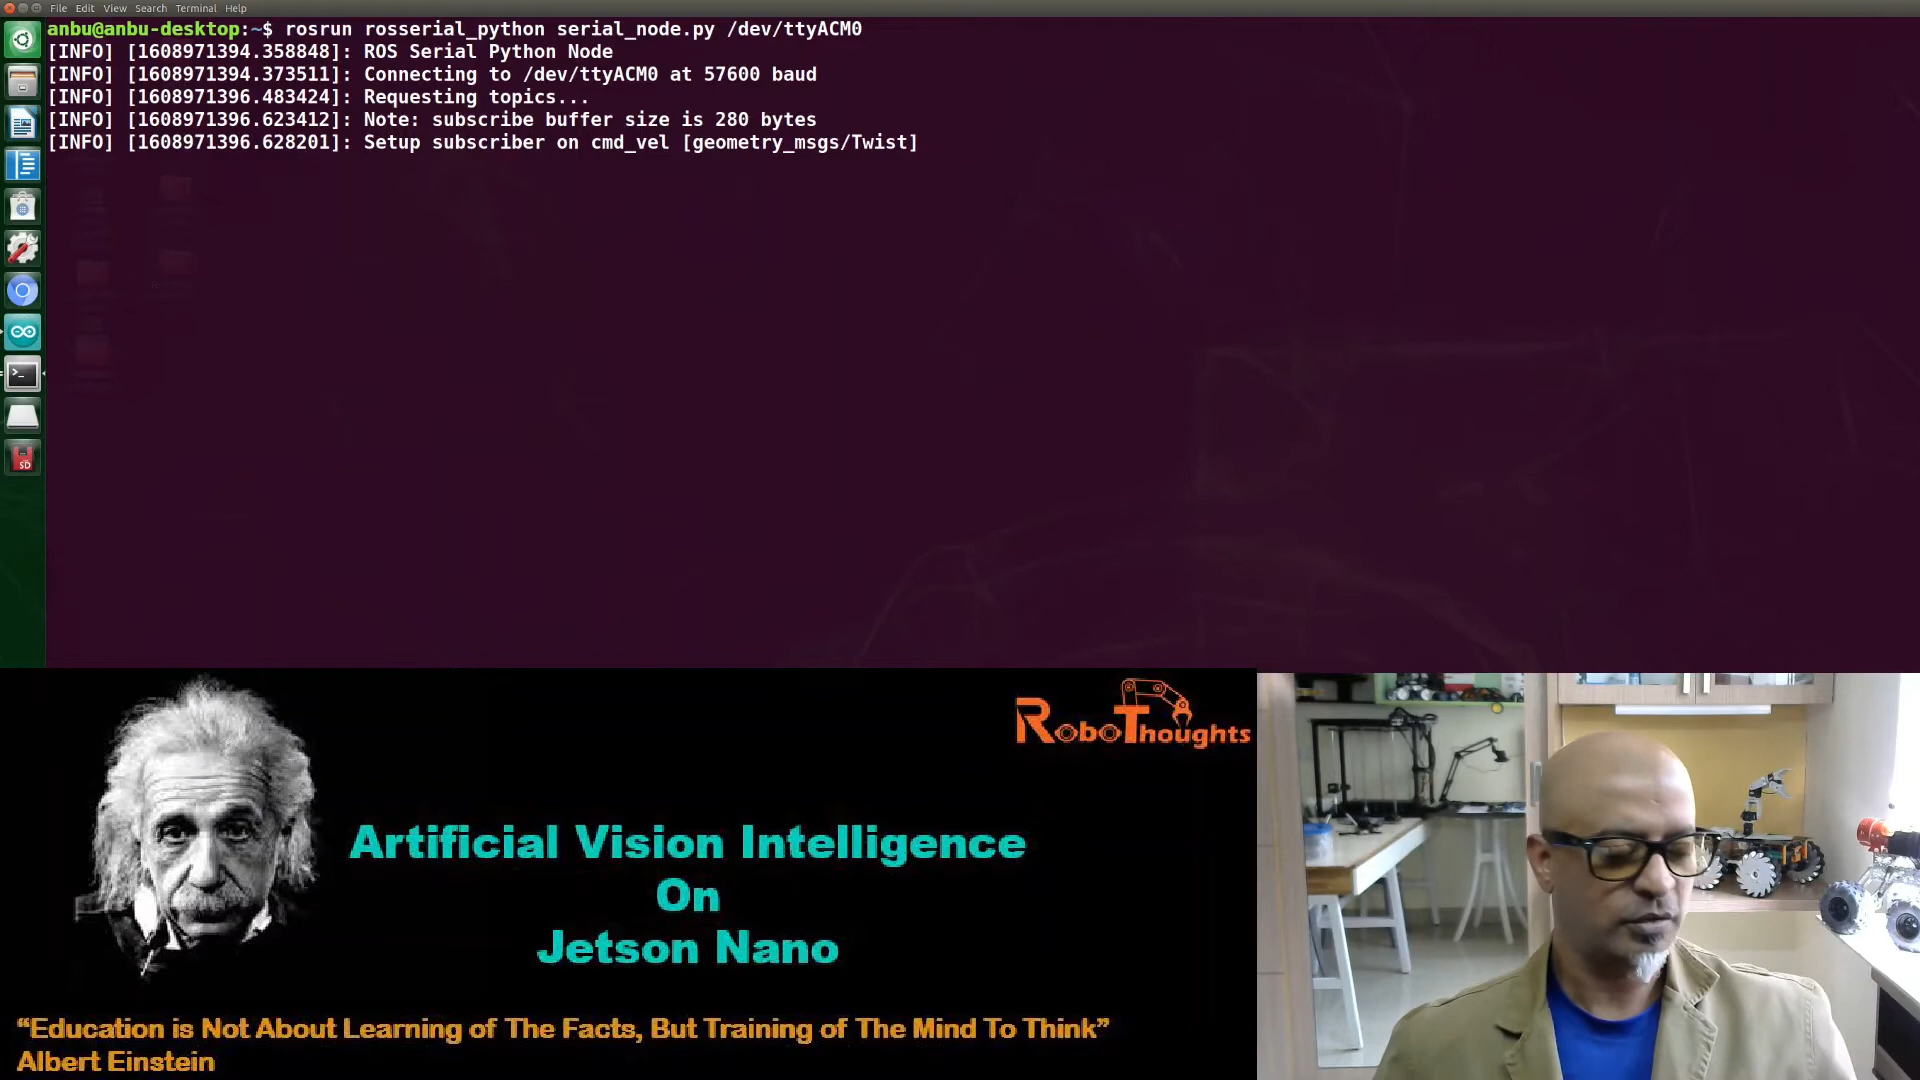 File Edit View Search Terminal Help
anbu@anbu-desktop:~$ rosrun rosserial_python serial_node.py /dev/ttyACM0
[INFO] [1608971394.358848]: ROS Serial Python Node
[INFO] [1608971394.373511]: Connecting to /dev/ttyACM0 at 57600 baud
[INFO] [1608971396.483424]: Requesting topics...
[INFO] [1608971396.623412]: Note: subscribe buffer size is 280 bytes
[INFO] [1608971396.628201]: Setup subscriber on cmd_vel [geometry_msgs/Twist]
SD
RoboThoughts
Artificial Vision Intelligence
On
Jetson Nano
“Education is Not About Learning of The Facts, But Training of The Mind To Think”
Albert Einstein